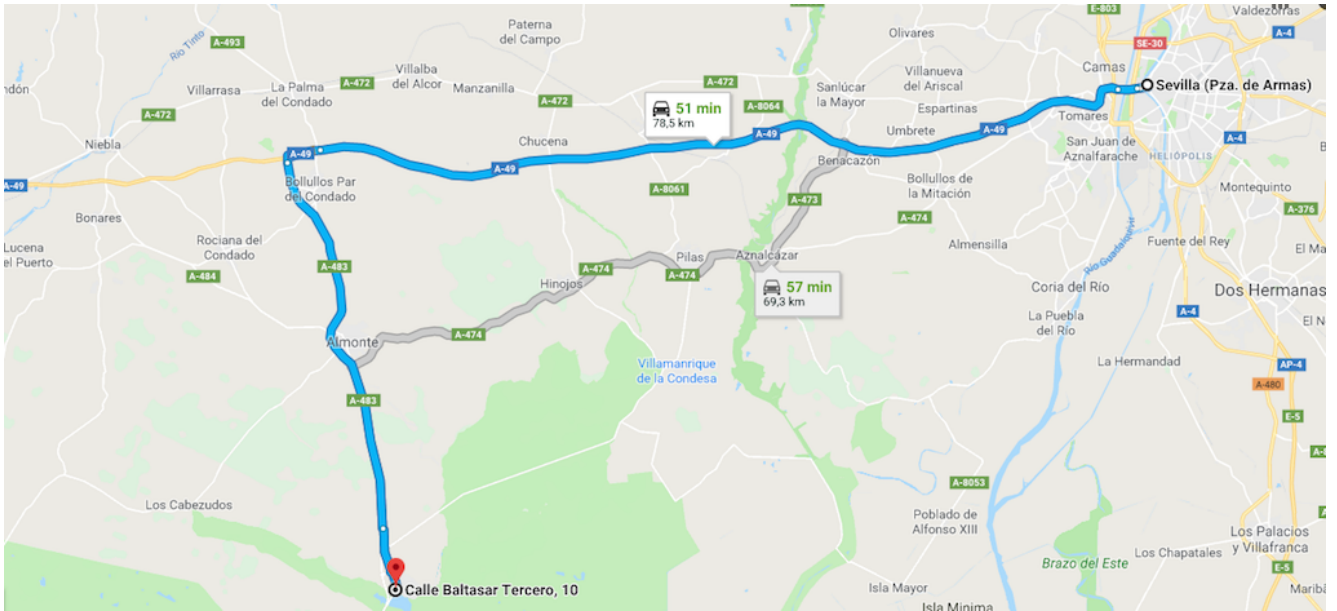 E-803
Valdezorras
Olivares
A-4
Paterna
del Campo
A-493
Río Tinto
SE-30
Camas
Villalba
del Alcor
Villanueva
del Ariscal
Sanlúcar
la Mayor
A-472
La Palma
del Condado
A-472
Villarrasa
Manzanilla
Sevilla (Pza. de Armas)
51 min
78,5 km
A-8064
A-472
Espartinas
A-472
Tomares
Umbrete
A-49
A-49
A-4
Niebla
Chucena
San Juan de
Aznalfarache
A-49
Benacazón
HELIÓPOLIS
A-49
A-49
Bollullos Par
del Condado
A-8061
Bollullos de
la Mitación
Montequinto
A-473
A-376
Bonares
A-474
Rociana del
Condado
Almensilla
Fuente del Rey
Lucena
el Puerto
Río Guadalquivir
Pilas
Aznalcázar
A-483
A-474
A-484
A-474
Hinojos
57 min
69,3 km
Coria del Río
Dos Hermanas
A-4
La Puebla
del Río
A-474
Almonte
Villamanrique
de la Condesa
La Hermandad
AP-4
A-480
A-483
E-5
A-8053
Los Cabezudos
Poblado de
Alfonso XIII
Los Palacios
y Villafranca
Los Chapatales
Brazo del Este
E-5
Calle Baltasar Tercero, 10
Isla Mayor
Isla Minima